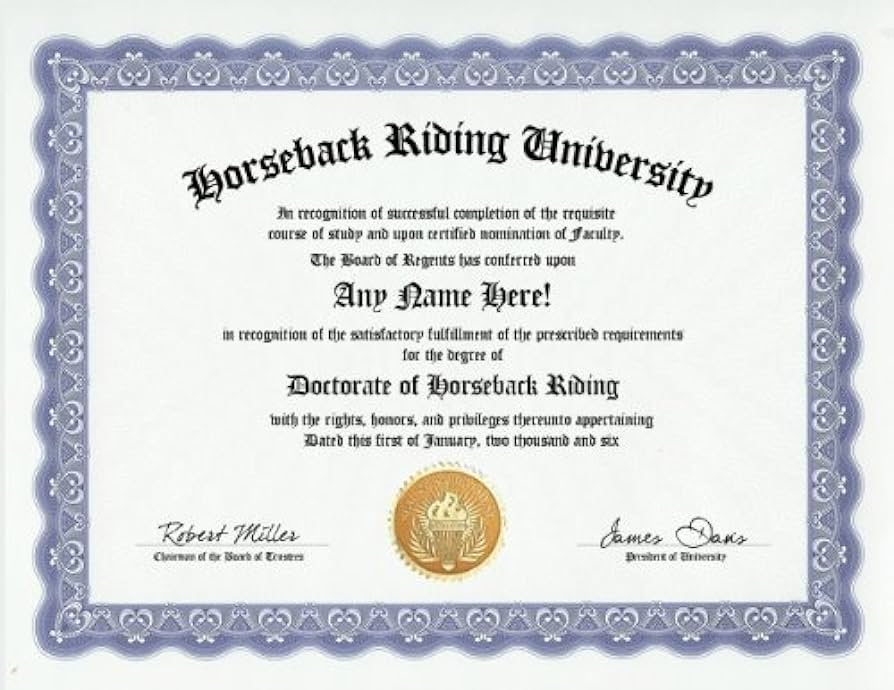 Horseback Riding University
In recognition of successful completion of the requisite
course of study and upon certified nomination of Faculty.
The Board of Regents has conferred upon
Any Name Here!
in recognition of the satisfactory fulfillment of the prescribed requirements
for the degree of
Doctorate of Horseback Riding
with the rights, honors, and privileges thereunto appertaining
Dated this first of January, two thousand and six
Robert Miller
Chairman of the Board of Trustees
James Davis
President of University